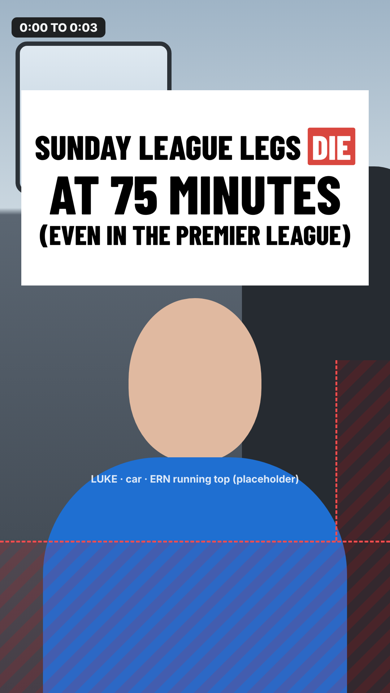 0:00 TO 0:03
SUNDAY LEAGUE LEGS DIE
AT 75 MINUTES
(EVEN IN THE PREMIER LEAGUE)
LUKE · car · ERN running top (placeholder)